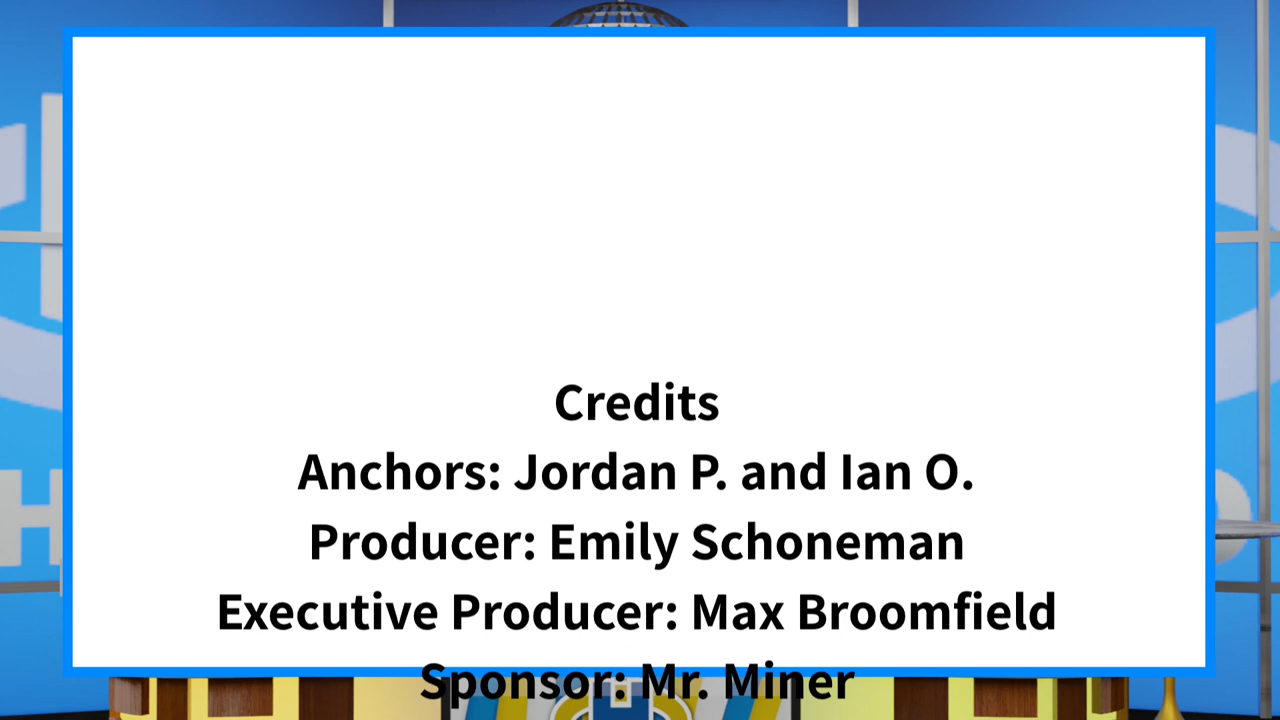 Credits
Anchors: Jordan P. and Ian O.
Producer: Emily Schoneman
Executive Producer: Max Broomfield
Sponsor: Mr. Miner